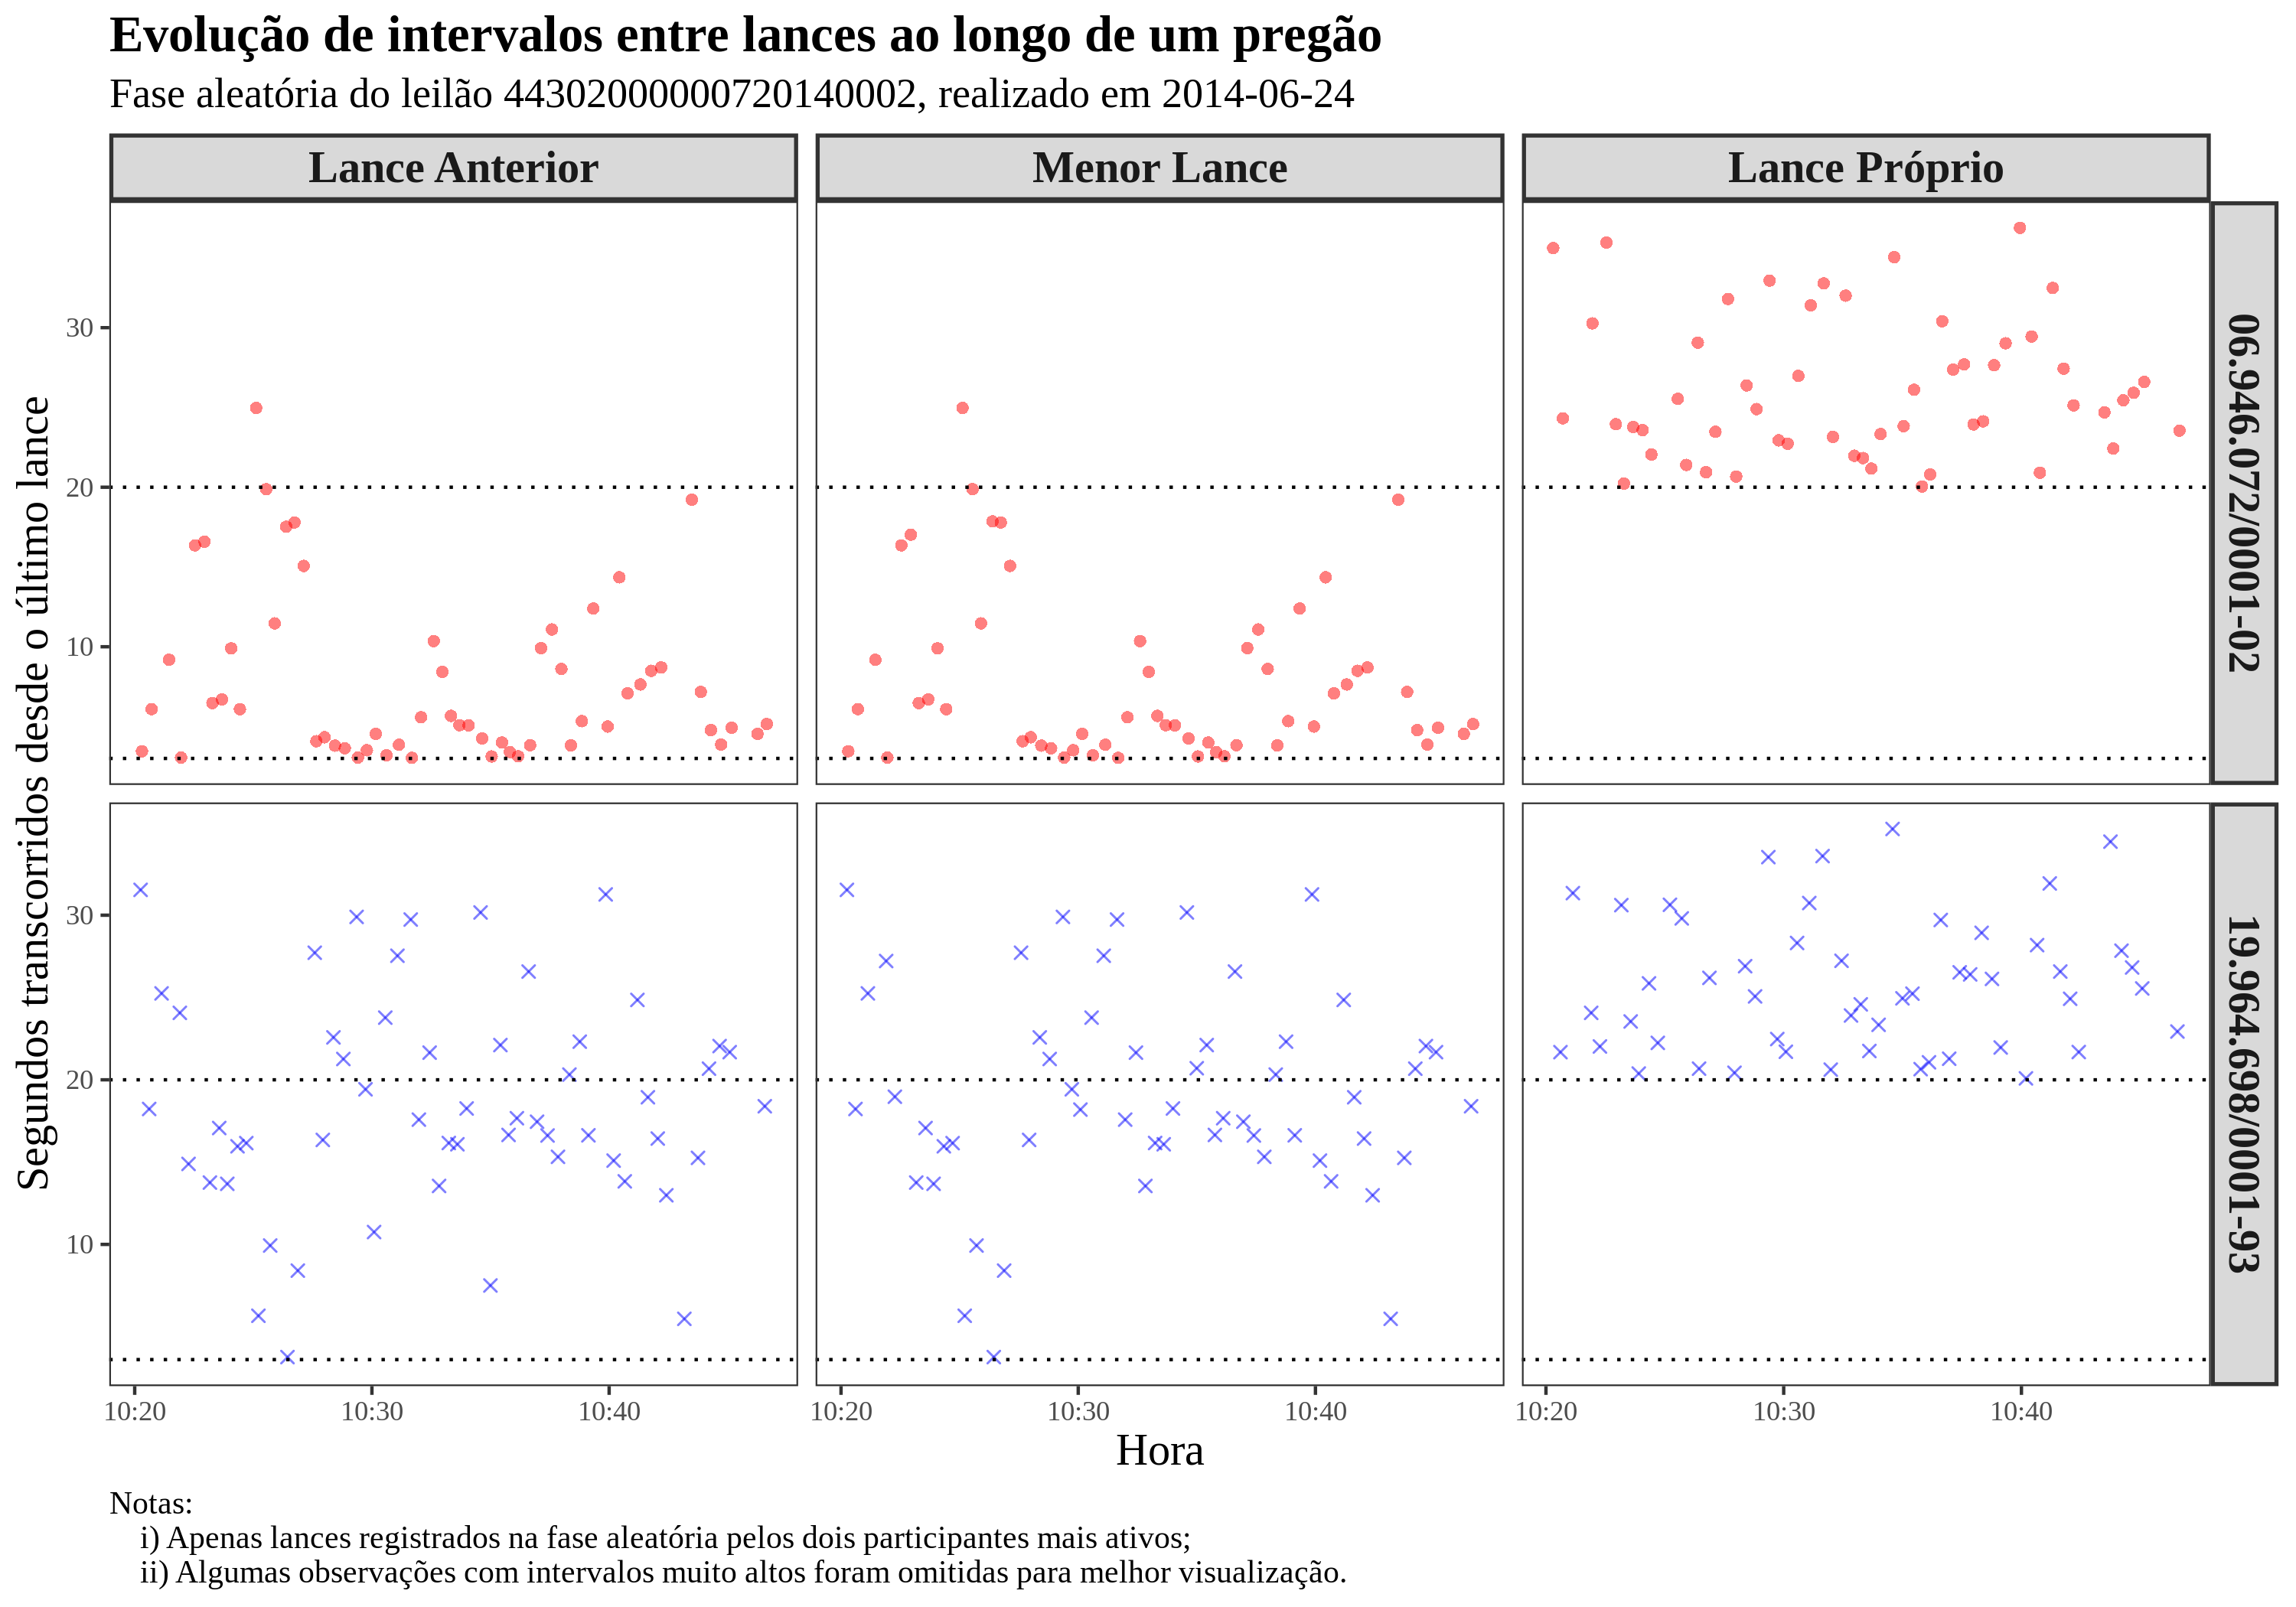 Evolução de intervalos entre lances ao longo de um pregão
Fase aleatória do leilão 44302000000720140002, realizado em 2014-06-24
Lance Anterior
Menor Lance
Lance Próprio
Segundos transcorridos desde o último lance
30
20
10
06.946.072/0001-02
30
20
10
19.964.698/0001-93
10:20
10:30
10:40
10:20
10:30
10:40
10:20
10:30
10:40
Hora
Notas:
i) Apenas lances registrados na fase aleatória pelos dois participantes mais ativos;
ii) Algumas observações com intervalos muito altos foram omitidas para melhor visualização.